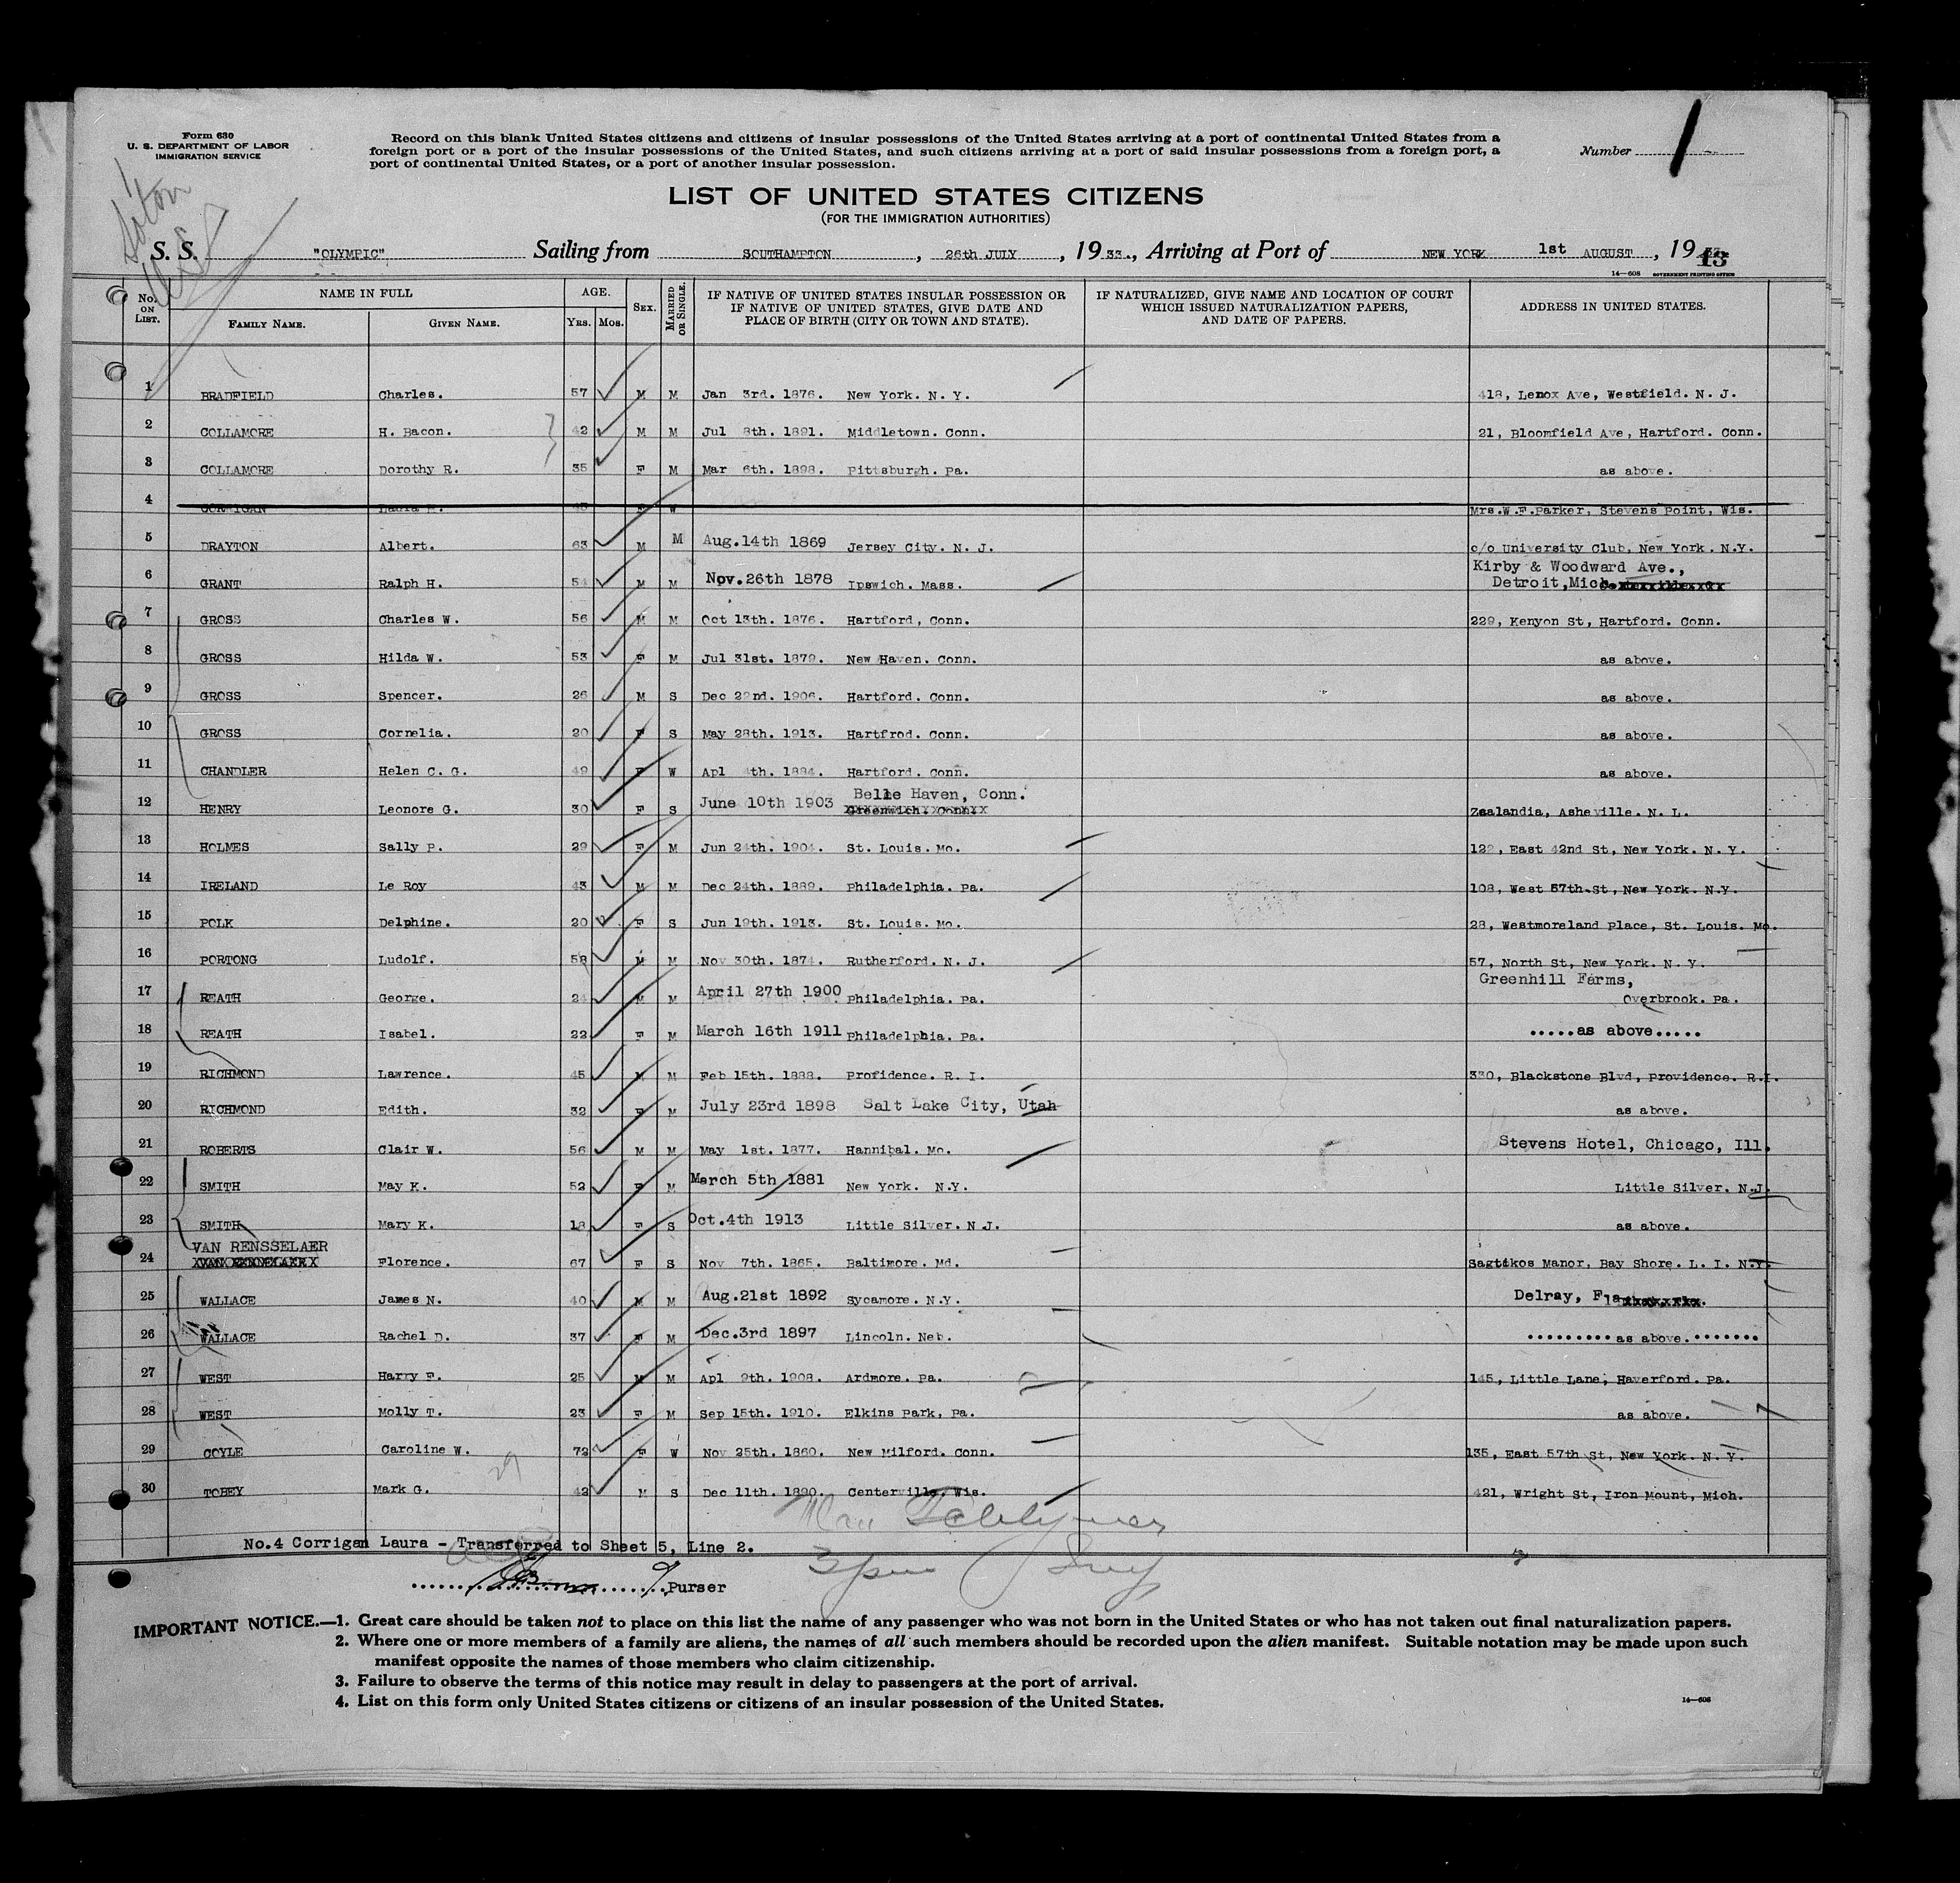 Form 630
U. S. DEPARTMENT OF LABOR
IMMIGRATION SERVICE
Record on this blank United States citizens and citizens of insular possessions of the United States arriving at a port of continental United States from a
foreign port or a port of the insular possessions of the United States, and such citizens arriving at a port of said insular possessions from a foreign port, a
port of continental United States, or a port of another insular possession.
Number 1
LIST OF UNITED STATES CITIZENS
(FOR THE IMMIGRATION AUTHORITIES)
S. S. "OLYMPIC" Sailing from SOUTHAMPTON, 26th JULY, 1933., Arriving at Port of NEW YORK 1st AUGUST, 19
14—608 GOVERNMENT PRINTING OFFICE
No. ON LIST. NAME IN FULL FAMILY NAME. GIVEN NAME. AGE. YRS. MOS. SEX. MARRIED OR SINGLE. IF NATIVE OF UNITED STATES INSULAR POSSESSION OR IF NATIVE OF UNITED STATES, GIVE DATE AND PLACE OF BIRTH (CITY OR TOWN AND STATE). IF NATURALIZED, GIVE NAME AND LOCATION OF COURT WHICH ISSUED NATURALIZATION PAPERS, AND DATE OF PAPERS. ADDRESS IN UNITED STATES.
1 BRADFIELD Charles. 57 M M Jan 3rd. 1876. New York. N. Y. 418, Lenox Ave, Westfield. N. J.
2 COLLAMORE H. Bacon. 42 M M Jul 8th. 1891. Middletown. Conn. 21, Bloomfield Ave, Hartford. Conn.
3 COLLAMORE Dorothy R. 35 F M Mar 6th. 1898. Pittsburgh. Pa. as above.
4 CORRIGAN Laura W Mrs.W.F.Parker, Stevens Point, Wis.
5 DRAYTON Albert. 63 M M Aug.14th 1869 Jersey City. N. J. c/o University Club, New York. N.Y.
6 GRANT Ralph H. 54 M M Nov.26th 1878 Ipswich. Mass. Kirby & Woodward Ave.,
Detroit,Mich.
7 GROSS Charles W. 56 M M Oct 13th. 1876. Hartford, Conn. 229, Kenyon St, Hartford. Conn.
8 GROSS Hilda W. 53 F M Jul 31st. 1879. New Haven. Conn. as above.
9 GROSS Spencer. 26 M S Dec 22nd. 1906. Hartford. Conn. as above.
10 GROSS Cornelia. 20 F S May 28th. 1913. Hartfrod. Conn. as above.
11 CHANDLER Helen C. G. 49 F W Apl 4th. 1884. Hartford. Conn. as above.
12 HENRY Leonore G. 30 F S June 10th 1903 Belle Haven, Conn. Greenwich. Conn. Zealandia, Asheville. N. L.
13 HOLMES Sally P. 29 F M Jun 24th. 1904. St. Louis. Mo. 122, East 42nd St, New York. N. Y.
14 IRELAND Le Roy 43 M M Dec 24th. 1889. Philadelphia. Pa. 108, West 57th-St, New York. N.Y.
15 POLK Delphine. 20 F S Jun 19th. 1913. St. Louis. Mo. 28, Westmoreland Place, St. Louis. Mo.
16 PORTONG Ludolf. 58 M M Nov 30th. 1874. Rutherford. N. J. 57, North St, New York. N. Y.
17 REATH George. 24 M M April 27th 1900 Philadelphia. Pa. Greenhill Farms,
Overbrook. Pa.
18 REATH Isabel. 22 F M March 16th 1911 Philadelphia. Pa. .....as above.....
19 RICHMOND Lawrence. 45 M M Feb 15th. 1888. Profidence. R. I. 330, Blackstone Blvd, Providence. R.I.
20 RICHMOND Edith. 32 F M July 23rd 1898 Salt Lake City, Utah as above.
21 ROBERTS Clair W. 56 M M May 1st. 1877. Hannibal. Mo. Stevens Hotel, Chicago, Ill.
22 SMITH May K. 52 F M March 5th 1881 New York. N.Y. Little Silver. N.J.
23 SMITH Mary K. 18 F S Oct.4th 1913 Little Silver. N J. as above.
VAN RENSSELAER
24 Florence. 67 F S Nov 7th. 1865. Baltimore. Md. Sagtikos Manor, Bay Shore. L. I. N.Y.
25 WALLACE James N. 40 M M Aug.21st 1892 Sycamore. N.Y. Delray, Fla.
26 WALLACE Rachel D. 37 F M Dec.3rd 1897 Lincoln. Neb. ......... as above.........
27 WEST Harry F. 25 M M Apl 9th. 1908. Ardmore. Pa. 145, Little Lane, Haverford. Pa.
28 WEST Molly T. 23 F M Sep 15th. 1910. Elkins Park, Pa. as above.
29 COYLE Caroline W. 72 F W Nov 25th. 1860. New Milford. Conn. 135, East 57th St, New York. N. Y.
30 TOBEY Mark G. 42 M S Dec 11th. 1890. Centerville. Wis. 421, Wright St, Iron Mount, Mich.
No.4 Corrigan Laura - Transferred to Sheet 5, Line 2.
Purser
IMPORTANT NOTICE.—1. Great care should be taken not to place on this list the name of any passenger who was not born in the United States or who has not taken out final naturalization papers.
2. Where one or more members of a family are aliens, the names of all such members should be recorded upon the alien manifest. Suitable notation may be made upon such
manifest opposite the names of those members who claim citizenship.
3. Failure to observe the terms of this notice may result in delay to passengers at the port of arrival.
4. List on this form only United States citizens or citizens of an insular possession of the United States.
14—608